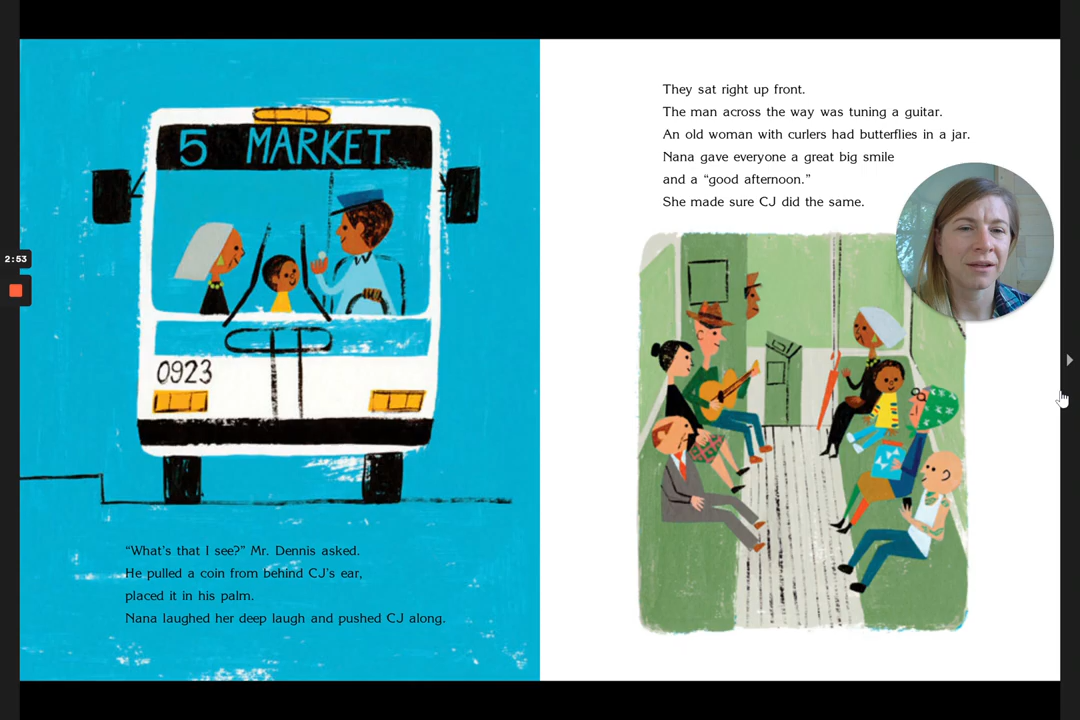 5 MARKET
0923
“What’s that I see?” Mr. Dennis asked.
He pulled a coin from behind CJ’s ear,
placed it in his palm.
Nana laughed her deep laugh and pushed CJ along.
They sat right up front.
The man across the way was tuning a guitar.
An old woman with curlers had butterflies in a jar.
Nana gave everyone a great big smile
and a “good afternoon.”
She made sure CJ did the same.
2:53